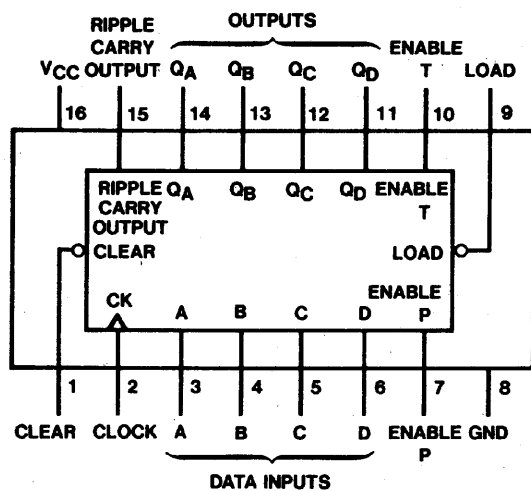 OUTPUTS
RIPPLE
CARRY
ENABLE
VCC OUTPUT QA QB QC QD T LOAD
16 15 14 13 12 11 10 9
RIPPLE QA QB QC QD ENABLE
CARRY T
OUTPUT
CLEAR LOAD
CK ENABLE
A B C D P
1 2 3 4 5 6 7 8
CLEAR CLOCK A B C D ENABLE GND
P
DATA INPUTS